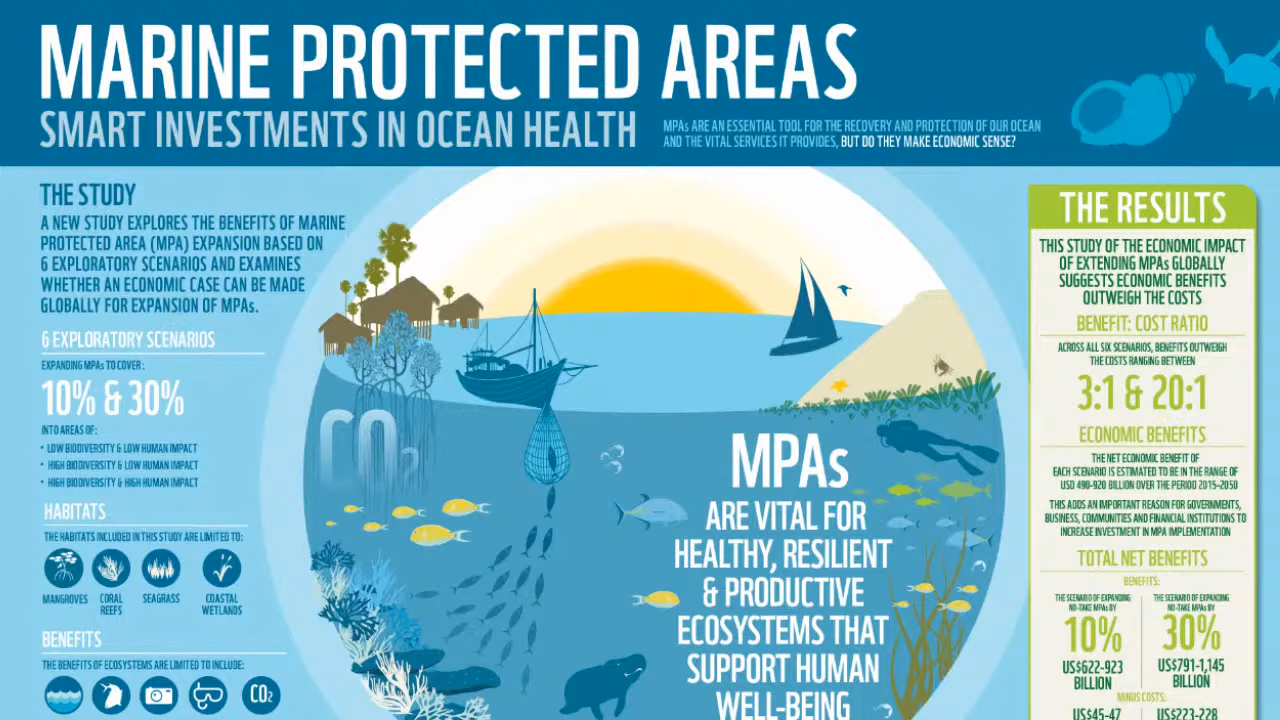 MARINE PROTECTED AREAS
SMART INVESTMENTS IN OCEAN HEALTH
MPAs ARE AN ESSENTIAL TOOL FOR THE RECOVERY AND PROTECTION OF OUR OCEAN
AND THE VITAL SERVICES IT PROVIDES, BUT DO THEY MAKE ECONOMIC SENSE?
THE STUDY
A NEW STUDY EXPLORES THE BENEFITS OF MARINE
PROTECTED AREA (MPA) EXPANSION BASED ON
6 EXPLORATORY SCENARIOS AND EXAMINES
WHETHER AN ECONOMIC CASE CAN BE MADE
GLOBALLY FOR EXPANSION OF MPAs.
6 EXPLORATORY SCENARIOS
EXPANDING MPAs TO COVER:
10% & 30%
INTO AREAS OF:
• LOW BIODIVERSITY & LOW HUMAN IMPACT
• HIGH BIODIVERSITY & LOW HUMAN IMPACT
• HIGH BIODIVERSITY & HIGH HUMAN IMPACT
HABITATS
THE HABITATS INCLUDED IN THIS STUDY ARE LIMITED TO:
MANGROVES
CORAL
REEFS
SEAGRASS
COASTAL
WETLANDS
BENEFITS
THE BENEFITS OF ECOSYSTEMS ARE LIMITED TO INCLUDE:
CO2
CO2
MPAs
ARE VITAL FOR
HEALTHY, RESILIENT
& PRODUCTIVE
ECOSYSTEMS THAT
SUPPORT HUMAN
WELL-BEING
THE RESULTS
THIS STUDY OF THE ECONOMIC IMPACT
OF EXTENDING MPAs GLOBALLY
SUGGESTS ECONOMIC BENEFITS
OUTWEIGH THE COSTS
BENEFIT: COST RATIO
ACROSS ALL SIX SCENARIOS, BENEFITS OUTWEIGH
THE COSTS RANGING BETWEEN
3:1 & 20:1
ECONOMIC BENEFITS
THE NET ECONOMIC BENEFIT OF
EACH SCENARIO IS ESTIMATED TO BE IN THE RANGE OF
USD 490-920 BILLION OVER THE PERIOD 2015-2050
THIS ADDS AN IMPORTANT REASON FOR GOVERNMENTS,
BUSINESS, COMMUNITIES AND FINANCIAL INSTITUTIONS TO
INCREASE INVESTMENT IN MPA IMPLEMENTATION
TOTAL NET BENEFITS
BENEFITS:
THE SCENARIO OF EXPANDING
NO-TAKE MPAs BY
10%
US$622-923
BILLION
THE SCENARIO OF EXPANDING
NO-TAKE MPAs BY
30%
US$791-1,145
BILLION
MINUS COSTS:
US$45-47
US$223-228